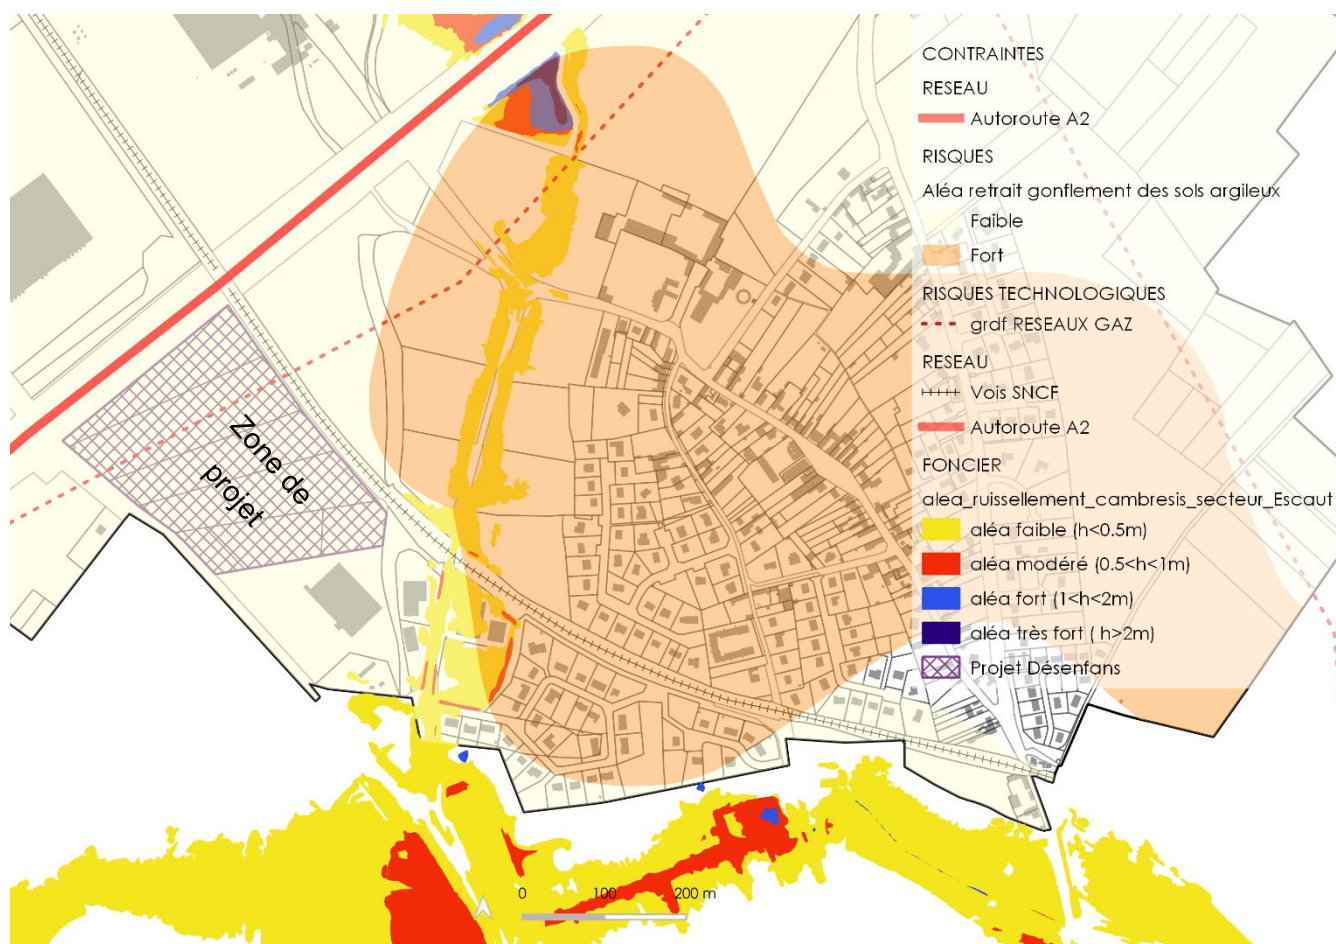 CONTRAINTES
RESEAU
Autoroute A2
RISQUES
Aléa retrait gonflement des sols argileux
Faible
Fort
RISQUES TECHNOLOGIQUES
grdf RESEAUX GAZ
RESEAU
Vois SNCF
Autoroute A2
FONCIER
alea_ruissellement_cambresis_secteur_Escaut
aléa faible (h<0.5m)
aléa modéré (0.5<h<1m)
aléa fort (1<h<2m)
aléa très fort ( h>2m)
Projet Désenfans
Zone de
projet
0 100 200 m